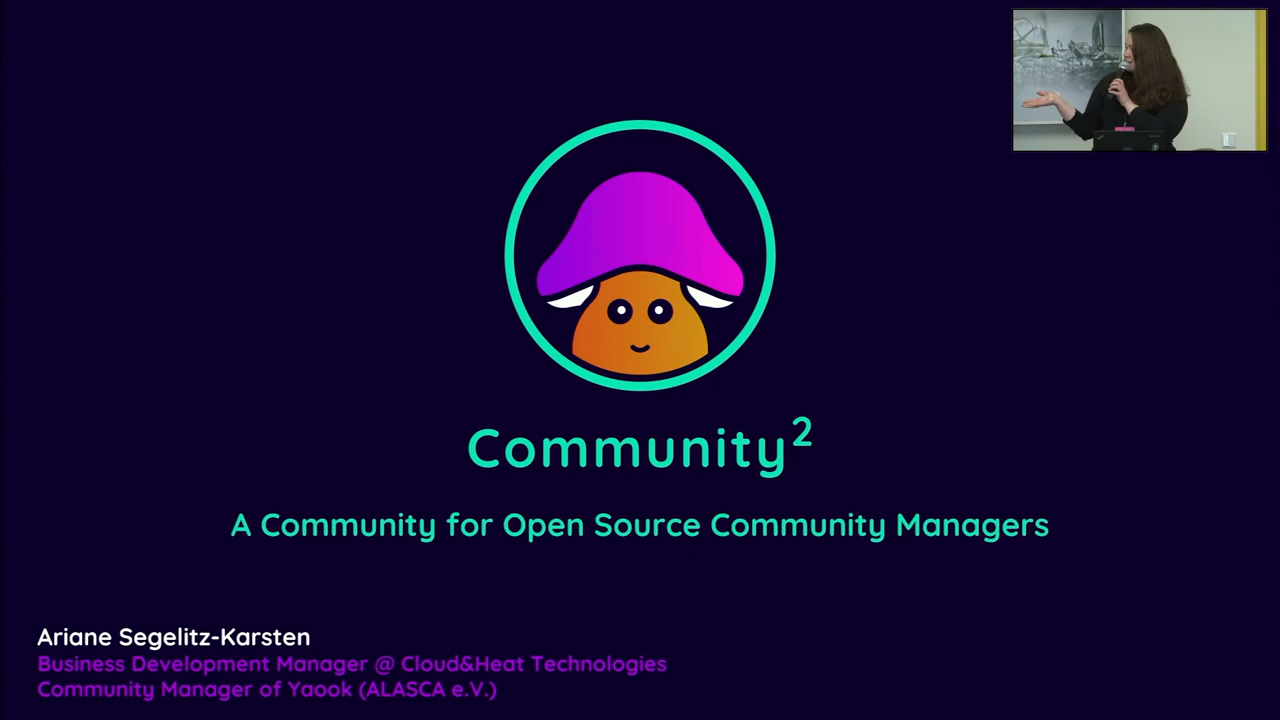 Community²
A Community for Open Source Community Managers
Ariane Segelitz-Karsten
Business Development Manager @ Cloud&Heat Technologies
Community Manager of Yaook (ALASCA e.V.)